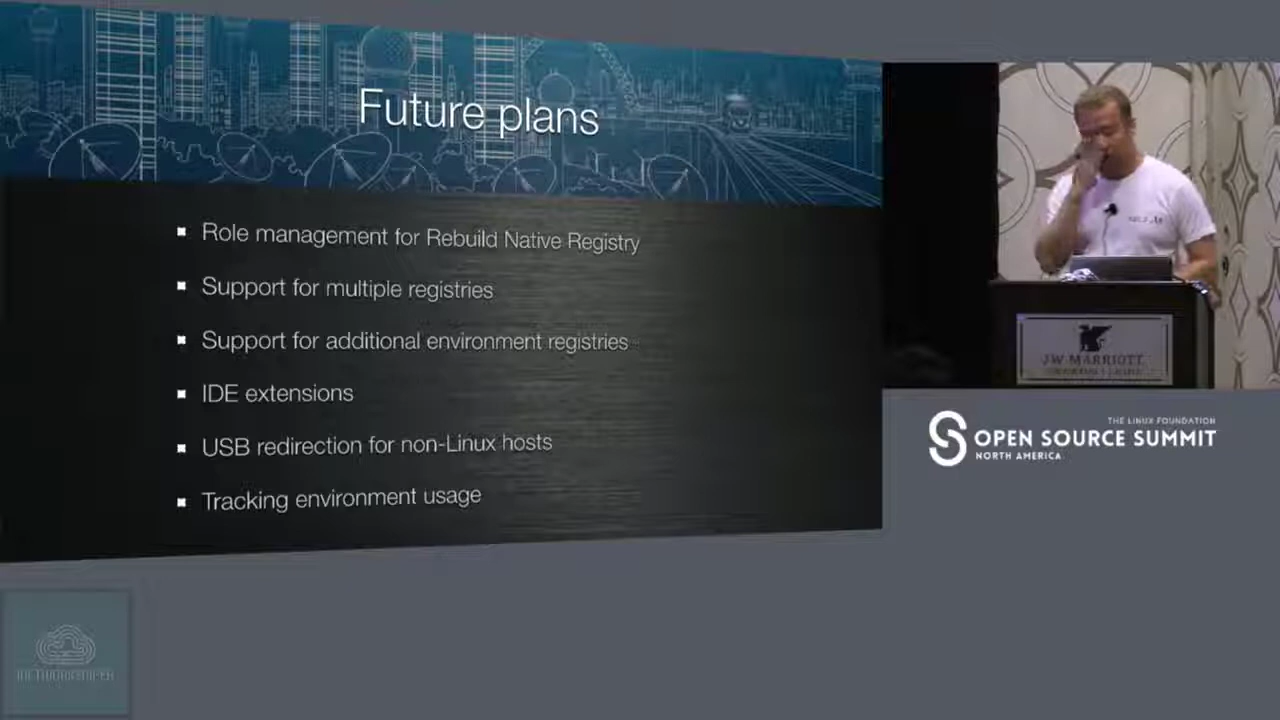 Future plans
Role management for Rebuild Native Registry
Support for multiple registries
Support for additional environment registries
IDE extensions
USB redirection for non-Linux hosts
Tracking environment usage
JW MARRIOTT
THE LINUX FOUNDATION
OPEN SOURCE SUMMIT
NORTH AMERICA